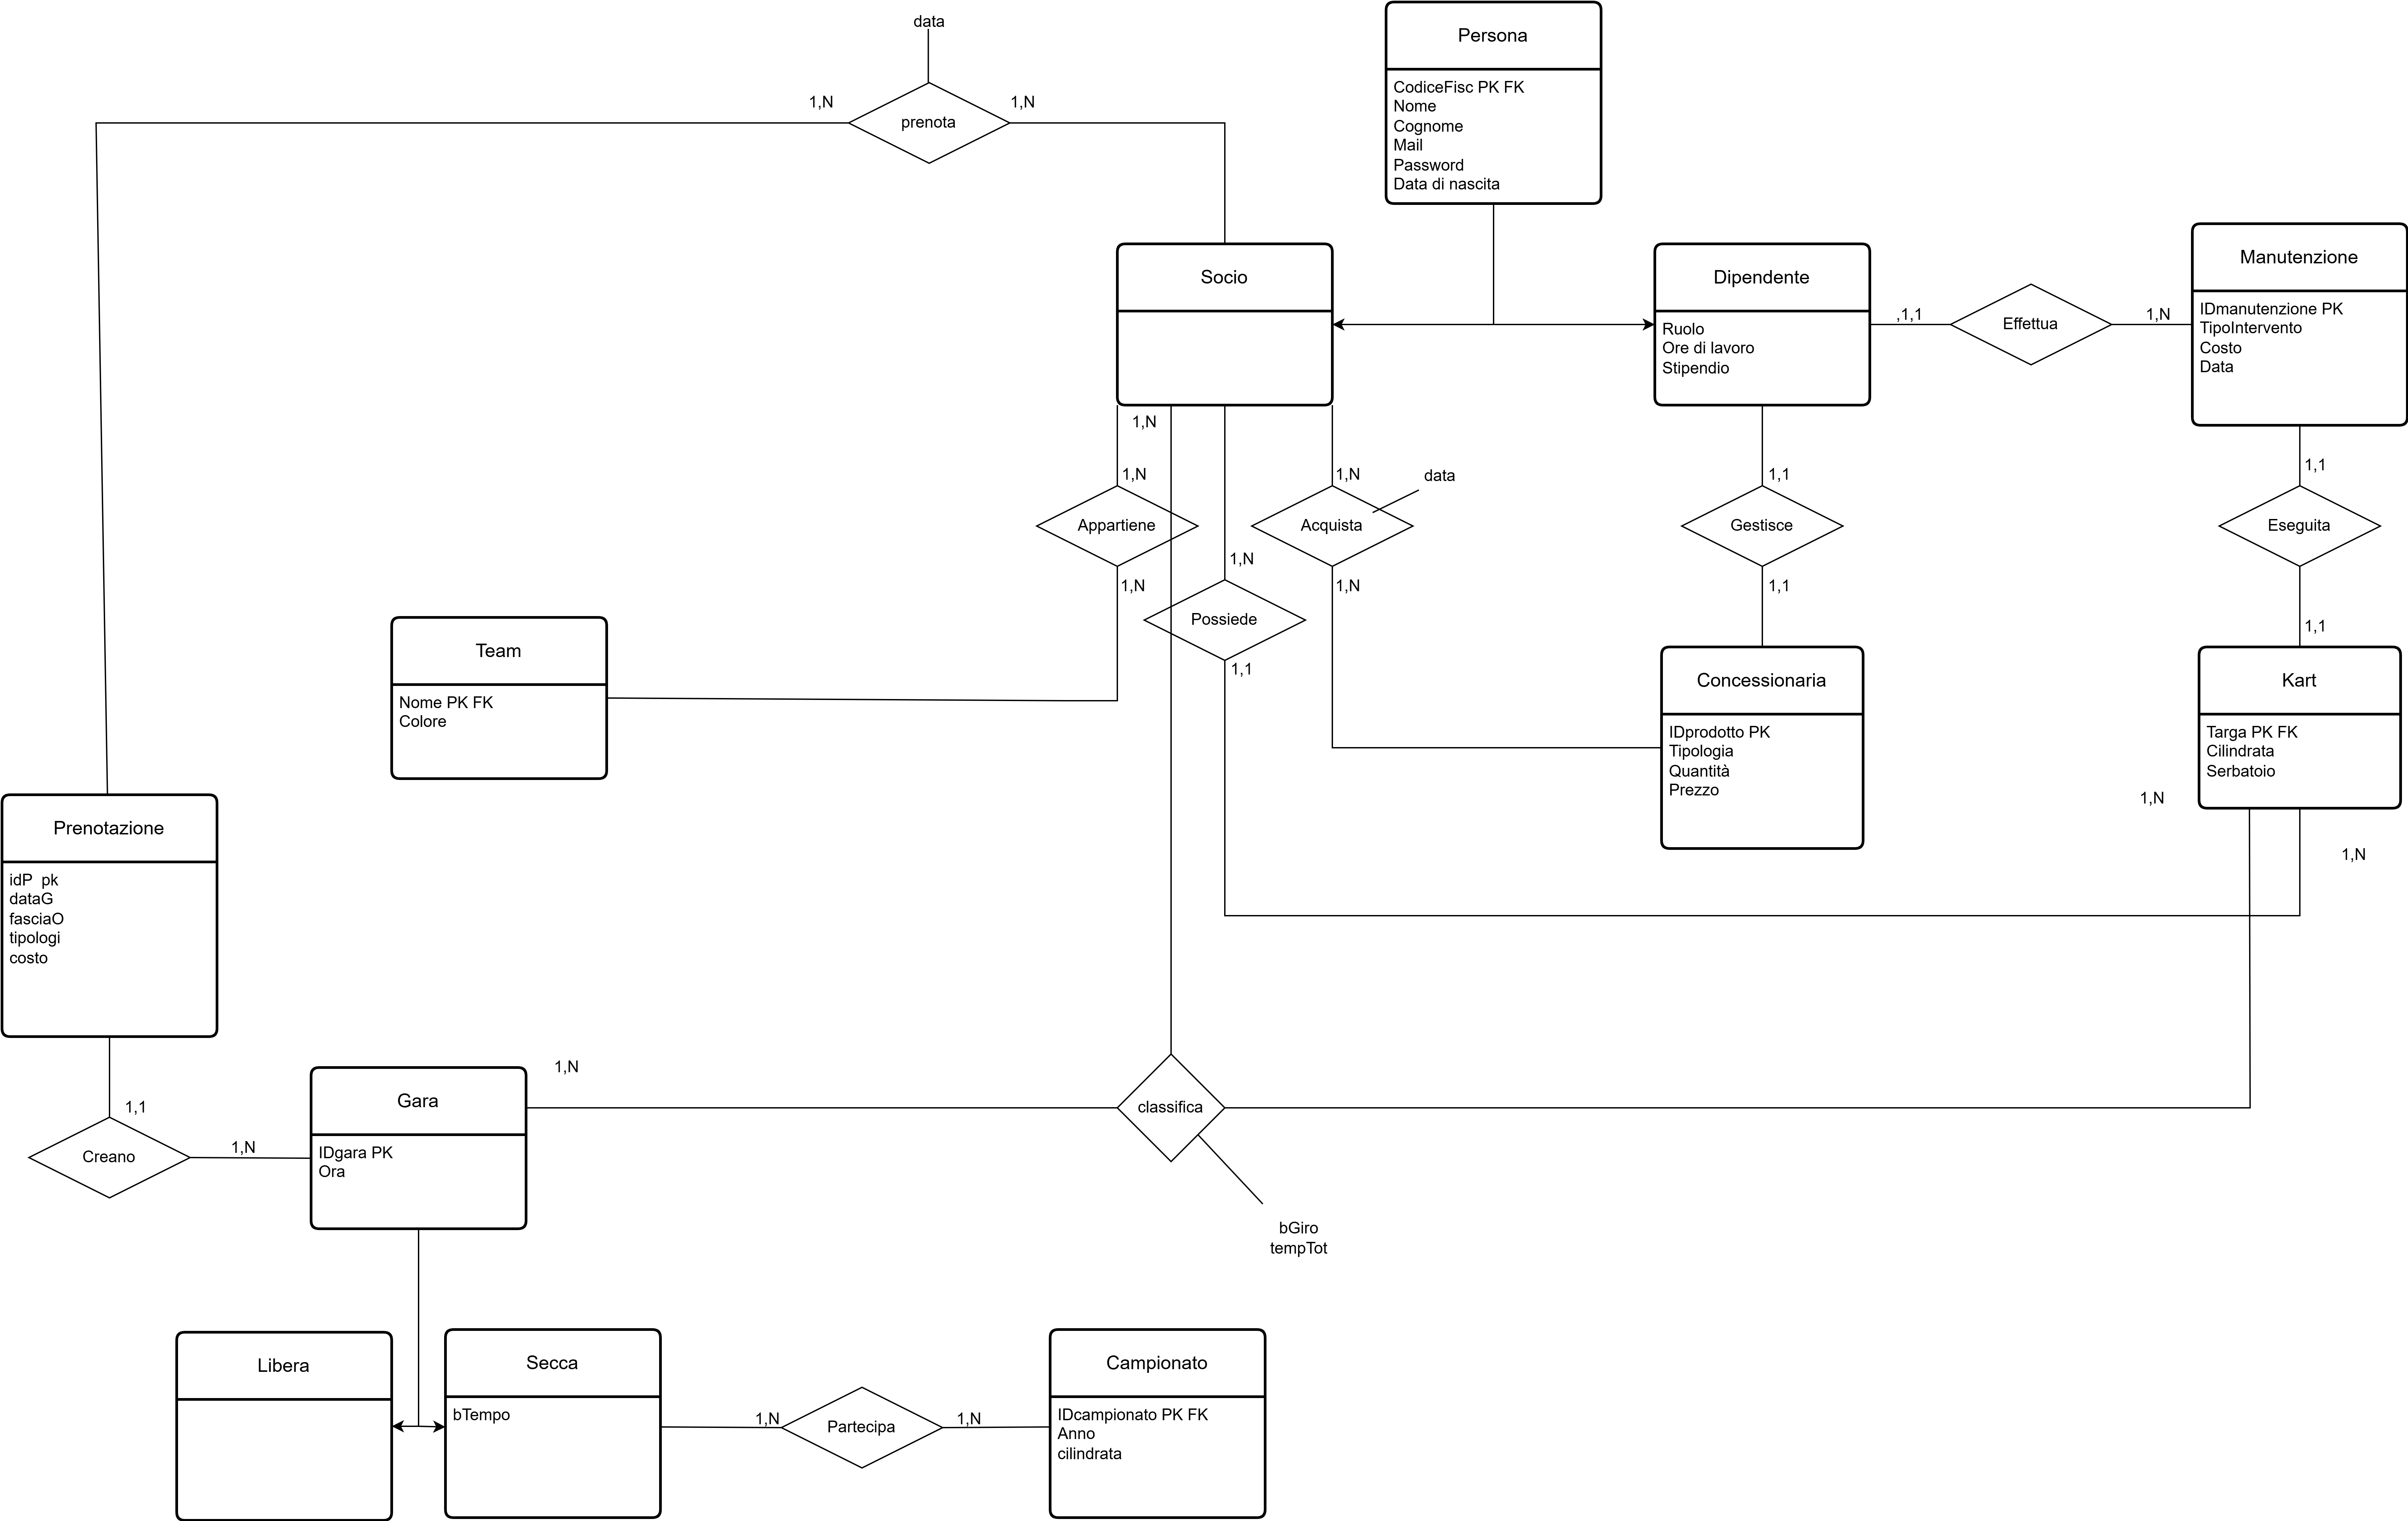 data
1,N
1,N
prenota
Persona
CodiceFisc PK FK
Nome
Cognome
Mail
Password
Data di nascita
Socio
Dipendente
Ruolo
Ore di lavoro
Stipendio
,1,1
Effettua
1,N
Manutenzione
IDmanutenzione PK
TipoIntervento
Costo
Data
1,N
1,N
Appartiene
1,N
1,N
Possiede
1,1
1,N
data
Acquista
1,N
1,1
Gestisce
1,1
1,1
Eseguita
1,1
Team
Nome PK FK
Colore
Concessionaria
IDprodotto PK
Tipologia
Quantità
Prezzo
Kart
Targa PK FK
Cilindrata
Serbatoio
1,N
1,N
Prenotazione
idP  pk
dataG
fasciaO
tipologi
costo
1,1
Creano
1,N
Gara
IDgara PK
Ora
1,N
classifica
bGiro
tempTot
Libera
Secca
bTempo
1,N
Partecipa
1,N
Campionato
IDcampionato PK FK
Anno
cilindrata